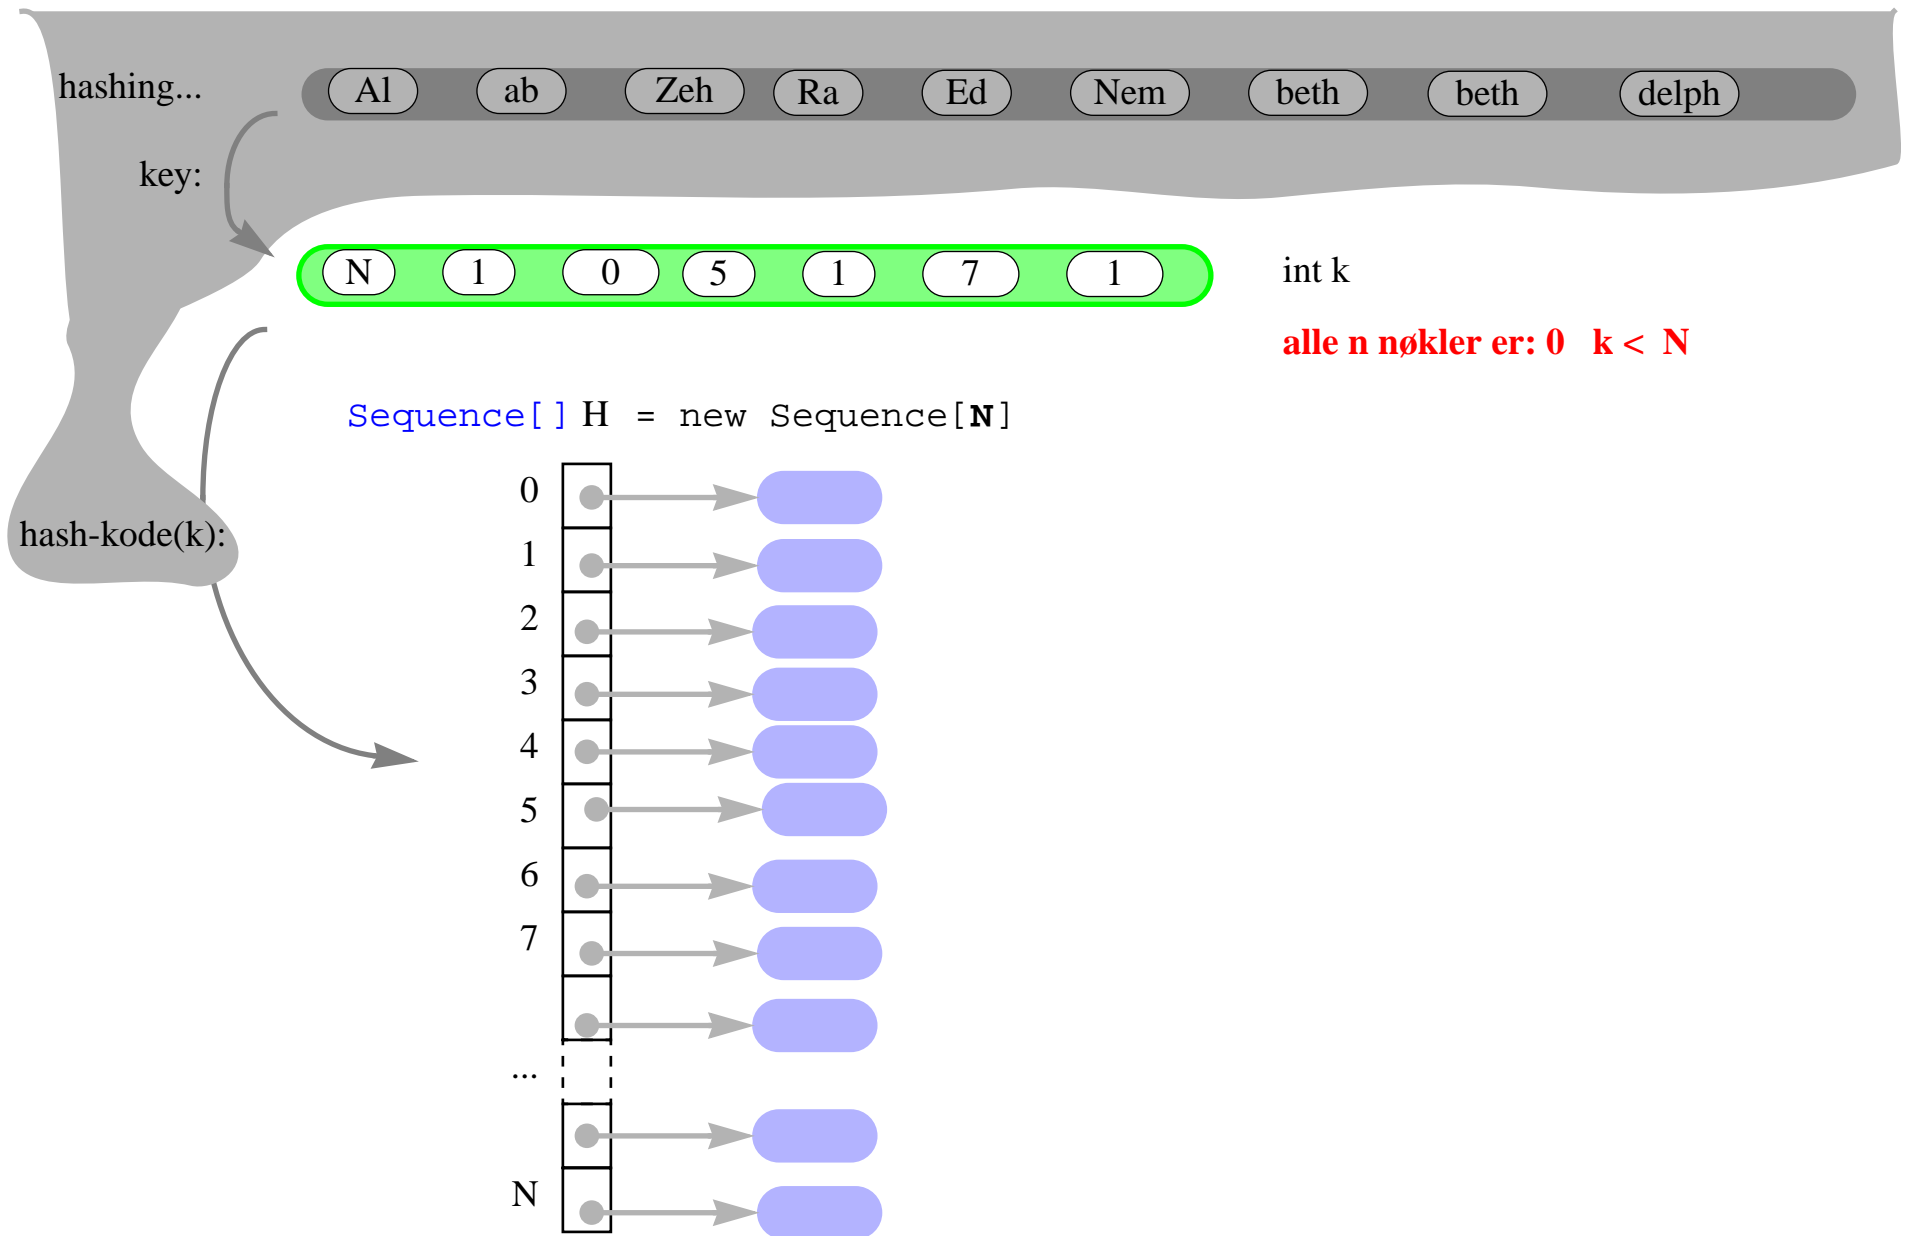 hashing... Al ab Zeh Ra Ed Nem beth beth delph
key:
N 1 0 5 1 7 1 int k
alle n nøkler er: 0 k < N
Sequence[] H = new Sequence[N]
0
hash-kode(k):
1
2
3
4
5
6
7
...
N